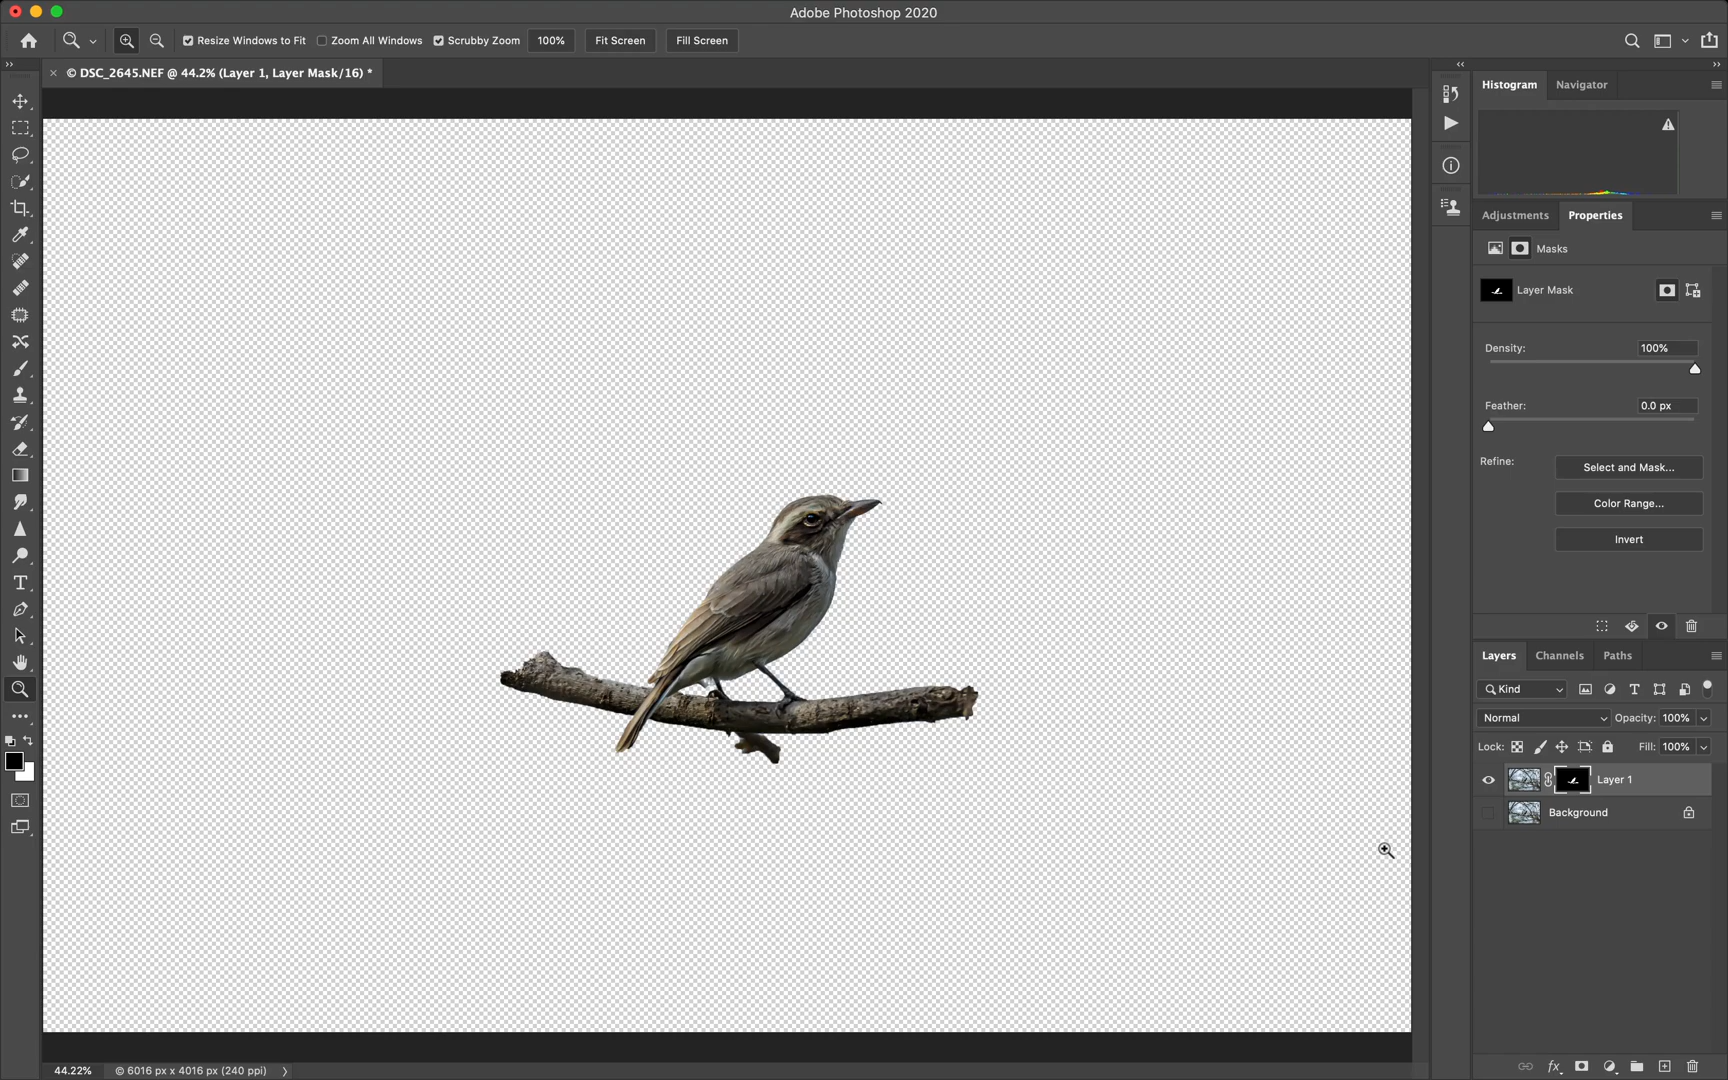 Adobe Photoshop 2020
Resize Windows to Fit Zoom All Windows Scrubby Zoom 100% Fit Screen Fill Screen
© DSC_2645.NEF @ 44.2% (Layer 1, Layer Mask/16) *
Histogram Navigator
Adjustments Properties
Masks
Layer Mask
Density: 100%
Feather: 0.0 px
Refine: Select and Mask...
Color Range...
Invert
Layers Channels Paths
Kind
Normal Opacity: 100%
Lock: Fill: 100%
Layer 1
Background
44.22% © 6016 px x 4016 px (240 ppi)